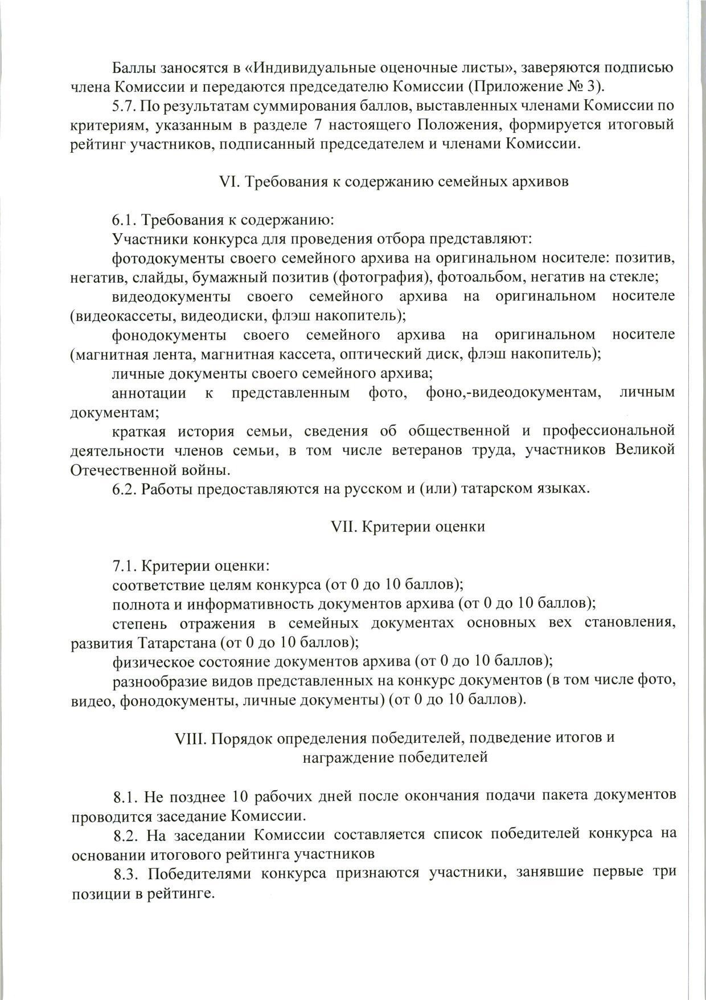 Баллы заносятся в «Индивидуальные оценочные листы», заверяются подписью
члена Комиссии и передаются председателю Комиссии (Приложение № 3).
5.7. По результатам суммирования баллов, выставленных членами Комиссии по
критериям, указанным в разделе 7 настоящего Положения, формируется итоговый
рейтинг участников, подписанный председателем и членами Комиссии.
VI. Требования к содержанию семейных архивов
6.1. Требования к содержанию:
Участники конкурса для проведения отбора представляют:
фотодокументы своего семейного архива на оригинальном носителе: позитив,
негатив, слайды, бумажный позитив (фотография), фотоальбом, негатив на стекле;
видеодокументы своего семейного архива на оригинальном носителе
(видеокассеты, видеодиски, флэш накопитель);
фонодокументы своего семейного архива на оригинальном носителе
(магнитная лента, магнитная кассета, оптический диск, флэш накопитель);
личные документы своего семейного архива;
аннотации к представленным фото, фоно,-видеодокументам, личным
документам;
краткая история семьи, сведения об общественной и профессиональной
деятельности членов семьи, в том числе ветеранов труда, участников Великой
Отечественной войны.
6.2. Работы предоставляются на русском и (или) татарском языках.
VII. Критерии оценки
7.1. Критерии оценки:
соответствие целям конкурса (от 0 до 10 баллов);
полнота и информативность документов архива (от 0 до 10 баллов);
степень отражения в семейных документах основных вех становления,
развития Татарстана (от 0 до 10 баллов);
физическое состояние документов архива (от 0 до 10 баллов);
разнообразие видов представленных на конкурс документов (в том числе фото,
видео, фонодокументы, личные документы) (от 0 до 10 баллов).
VIII. Порядок определения победителей, подведение итогов и
награждение победителей
8.1. Не позднее 10 рабочих дней после окончания подачи пакета документов
проводится заседание Комиссии.
8.2. На заседании Комиссии составляется список победителей конкурса на
основании итогового рейтинга участников
8.3. Победителями конкурса признаются участники, занявшие первые три
позиции в рейтинге.